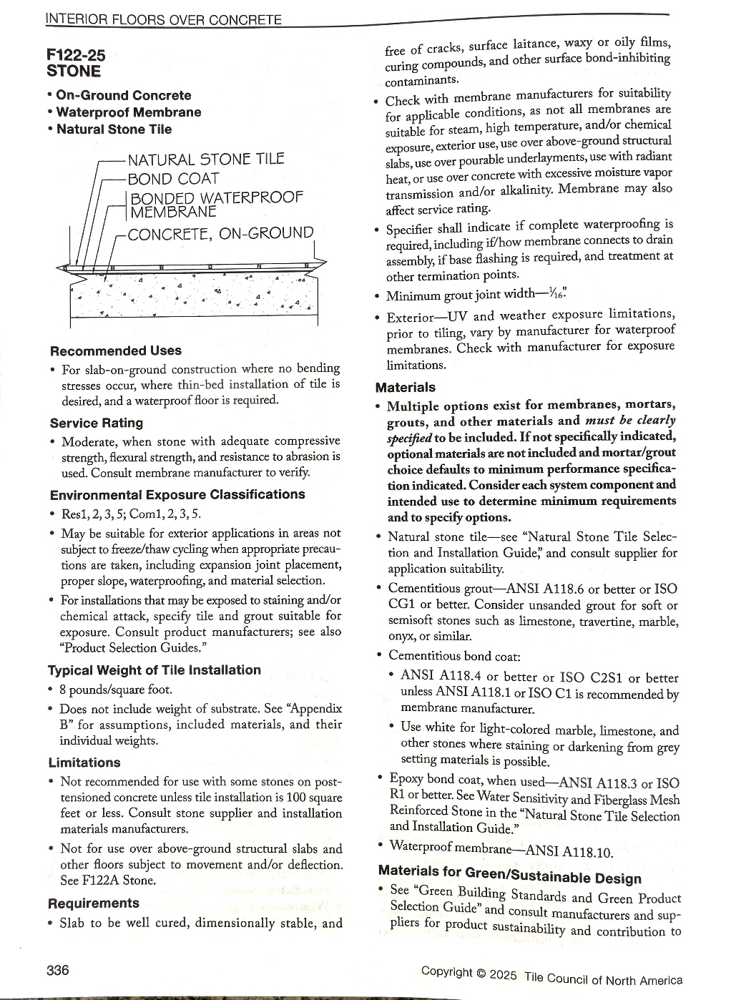 INTERIOR FLOORS OVER CONCRETE
F122-25
STONE
• On-Ground Concrete
• Waterproof Membrane
• Natural Stone Tile
NATURAL STONE TILE
BOND COAT
BONDED WATERPROOF
MEMBRANE
CONCRETE, ON-GROUND
Recommended Uses
• For slab-on-ground construction where no bending
stresses occur, where thin-bed installation of tile is
desired, and a waterproof floor is required.
Service Rating
• Moderate, when stone with adequate compressive
strength, flexural strength, and resistance to abrasion is
used. Consult membrane manufacturer to verify.
Environmental Exposure Classifications
• Res1, 2, 3, 5; Com1, 2, 3, 5.
• May be suitable for exterior applications in areas not
subject to freeze/thaw cycling when appropriate precau-
tions are taken, including expansion joint placement,
proper slope, waterproofing, and material selection.
• For installations that may be exposed to staining and/or
chemical attack, specify tile and grout suitable for
exposure. Consult product manufacturers; see also
“Product Selection Guides.”
Typical Weight of Tile Installation
• 8 pounds/square foot.
• Does not include weight of substrate. See “Appendix
B” for assumptions, included materials, and their
individual weights.
Limitations
• Not recommended for use with some stones on post-
tensioned concrete unless tile installation is 100 square
feet or less. Consult stone supplier and installation
materials manufacturers.
• Not for use over above-ground structural slabs and
other floors subject to movement and/or deflection.
See F122A Stone.
Requirements
• Slab to be well cured, dimensionally stable, and
free of cracks, surface laitance, waxy or oily films,
curing compounds, and other surface bond-inhibiting
contaminants.
• Check with membrane manufacturers for suitability
for applicable conditions, as not all membranes are
suitable for steam, high temperature, and/or chemical
exposure, exterior use, use over above-ground structural
slabs, use over pourable underlayments, use with radiant
heat, or use over concrete with excessive moisture vapor
transmission and/or alkalinity. Membrane may also
affect service rating.
• Specifier shall indicate if complete waterproofing is
required, including if/how membrane connects to drain
assembly, if base flashing is required, and treatment at
other termination points.
• Minimum grout joint width—1/16".
• Exterior—UV and weather exposure limitations,
prior to tiling, vary by manufacturer for waterproof
membranes. Check with manufacturer for exposure
limitations.
Materials
• Multiple options exist for membranes, mortars,
grouts, and other materials and must be clearly
specified to be included. If not specifically indicated,
optional materials are not included and mortar/grout
choice defaults to minimum performance specifica-
tion indicated. Consider each system component and
intended use to determine minimum requirements
and to specify options.
• Natural stone tile—see “Natural Stone Tile Selec-
tion and Installation Guide,” and consult supplier for
application suitability.
• Cementitious grout—ANSI A118.6 or better or ISO
CG1 or better. Consider unsanded grout for soft or
semisoft stones such as limestone, travertine, marble,
onyx, or similar.
• Cementitious bond coat:
• ANSI A118.4 or better or ISO C2S1 or better
unless ANSI A118.1 or ISO C1 is recommended by
membrane manufacturer.
• Use white for light-colored marble, limestone, and
other stones where staining or darkening from grey
setting materials is possible.
• Epoxy bond coat, when used—ANSI A118.3 or ISO
R1 or better. See Water Sensitivity and Fiberglass Mesh
Reinforced Stone in the “Natural Stone Tile Selection
and Installation Guide.”
• Waterproof membrane—ANSI A118.10.
Materials for Green/Sustainable Design
• See “Green Building Standards and Green Product
Selection Guide” and consult manufacturers and sup-
pliers for product sustainability and contribution to
336
Copyright © 2025 Tile Council of North America